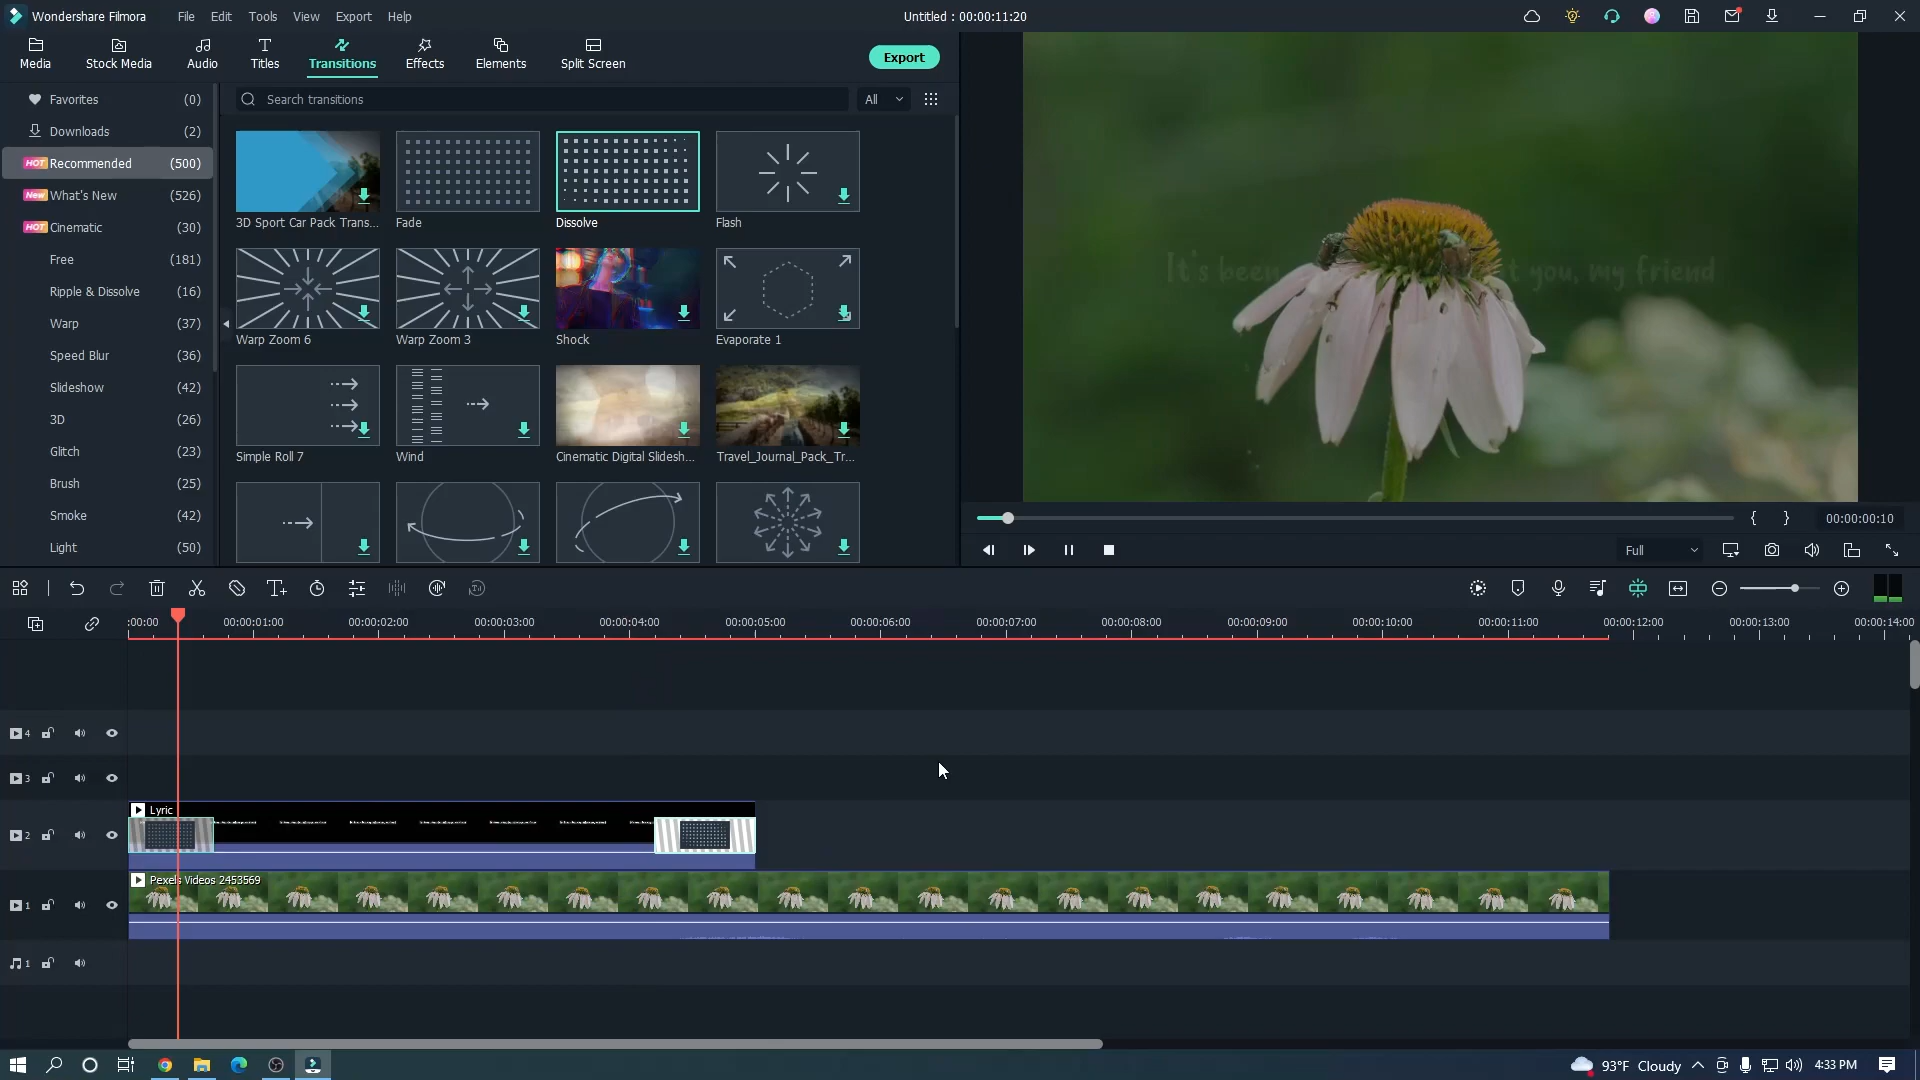 Wondershare Filmora
File
Edit
Tools
View
Export
Help
Untitled : 00:00:11:20
Media
Stock Media
Audio
Titles
Transitions
Effects
Elements
Split Screen
Export
Favorites (0)
Downloads (2)
HOT Recommended (500)
New What's New (526)
HOT Cinematic (30)
Free (181)
Ripple & Dissolve (16)
Warp (37)
Speed Blur (36)
Slideshow (42)
3D (26)
Glitch (23)
Brush (25)
Smoke (42)
Light (50)
Search transitions
All
3D Sport Car Pack Trans...
Fade
Dissolve
Flash
Warp Zoom 6
Warp Zoom 3
Shock
Evaporate 1
Simple Roll 7
Wind
Cinematic Digital Slidesh...
Travel_Journal_Pack_Tr...
It's been you, my friend
{ } 00:00:00:10
Full
:00:00 00:00:01:00 00:00:02:00 00:00:03:00 00:00:04:00 00:00:05:00 00:00:06:00 00:00:07:00 00:00:08:00 00:00:09:00 00:00:10:00 00:00:11:00 00:00:12:00 00:00:13:00 00:00:14:00
4
3
Lyric
2
Pexels Videos 2453569
1
1
93°F Cloudy
4:33 PM